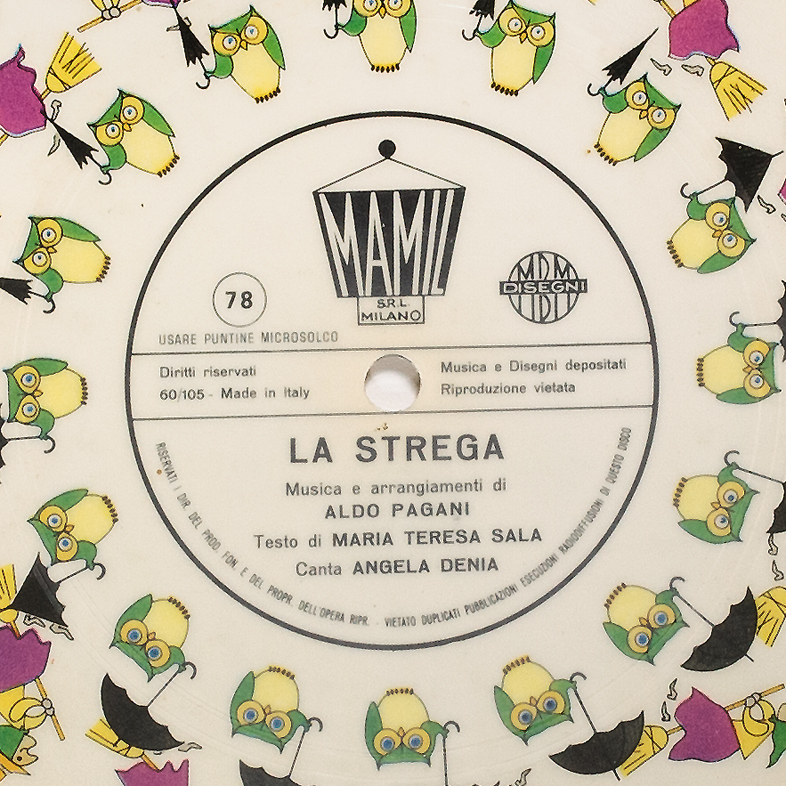 MAMIL
S.R.L.
MILANO
78
MDM
DISEGNI
USARE PUNTINE MICROSOLCO
Diritti riservati
60/105 - Made in Italy
Musica e Disegni depositati
Riproduzione vietata
LA STREGA
Musica e arrangiamenti di
ALDO PAGANI
Testo di MARIA TERESA SALA
Canta ANGELA DENIA
RISERVATI I DIR. DEL PROD. FON. E DEL PROPR. DELL'OPERA RIPR. - VIETATO DUPLICATI PUBBLICAZIONI ESECUZIONI RADIODIFFUSIONI DI QUESTO DISCO